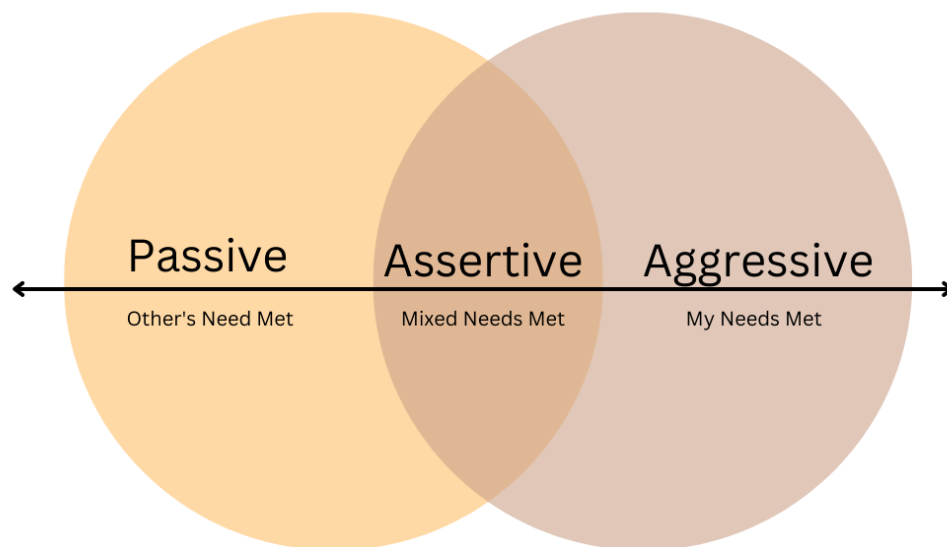 Passive
Assertive
Aggressive
Other's Need Met
Mixed Needs Met
My Needs Met